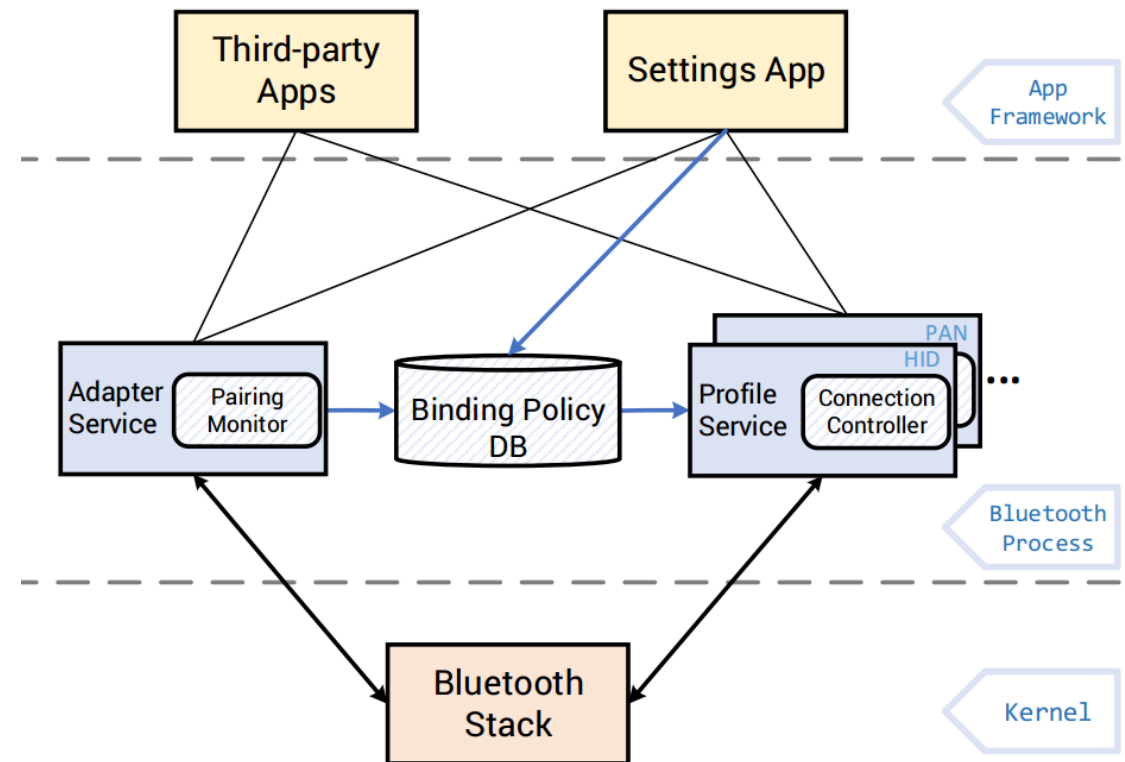 Third-party
Apps
Settings App
App
Framework
Adapter
Service
Pairing
Monitor
Binding Policy
DB
PAN
HID
Profile
Service
Connection
Controller
...
Bluetooth
Process
Bluetooth
Stack
Kernel